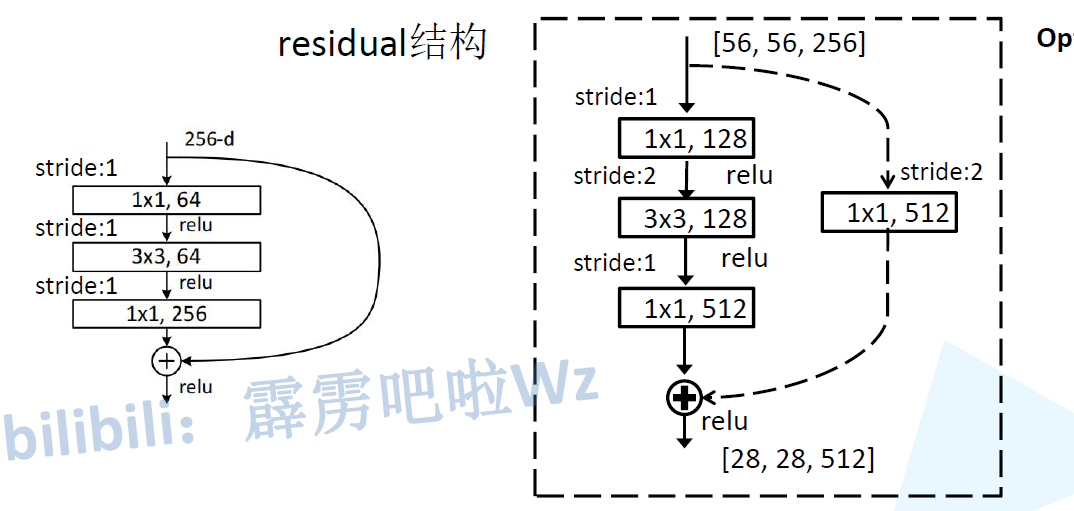 residual结构
256-d
stride:1
1x1, 64
relu
stride:1
3x3, 64
relu
stride:1
1x1, 256
+
relu
[56, 56, 256]
stride:1
1x1, 128
relu
stride:2
3x3, 128
relu
stride:1
1x1, 512
stride:2
1x1, 512
+
relu
[28, 28, 512]
bilibili：霹雳吧啦Wz